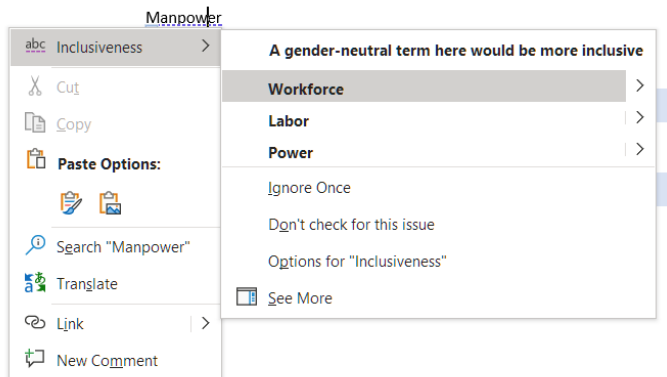 Manpower
abc Inclusiveness
Cut
Copy
Paste Options:
Search "Manpower"
Translate
Link
New Comment
A gender-neutral term here would be more inclusive
Workforce
Labor
Power
Ignore Once
Don't check for this issue
Options for "Inclusiveness"
See More